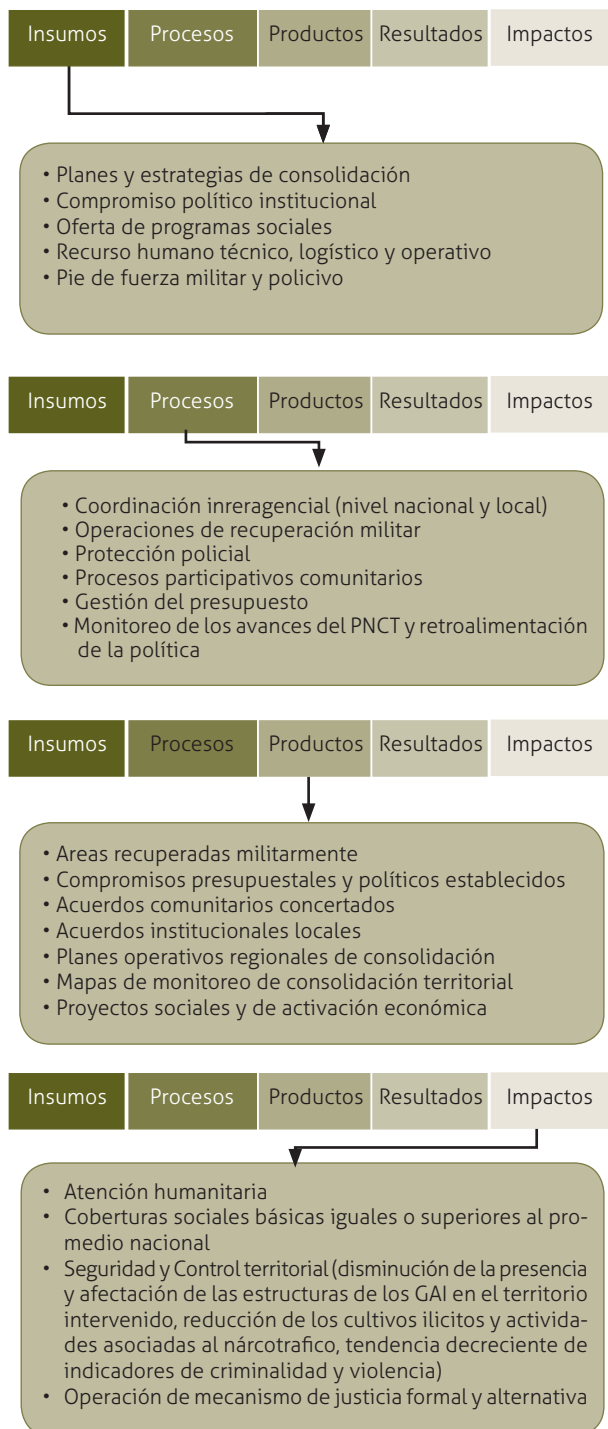 Insumos Procesos Productos Resultados Impactos
• Planes y estrategias de consolidación
• Compromiso político institucional
• Oferta de programas sociales
• Recurso humano técnico, logístico y operativo
• Pie de fuerza militar y policivo
Insumos Procesos Productos Resultados Impactos
• Coordinación inreragencial (nivel nacional y local)
• Operaciones de recuperación militar
• Protección policial
• Procesos participativos comunitarios
• Gestión del presupuesto
• Monitoreo de los avances del PNCT y retroalimentación
de la política
Insumos Procesos Productos Resultados Impactos
• Areas recuperadas militarmente
• Compromisos presupuestales y políticos establecidos
• Acuerdos comunitarios concertados
• Acuerdos institucionales locales
• Planes operativos regionales de consolidación
• Mapas de monitoreo de consolidación territorial
• Proyectos sociales y de activación económica
Insumos Procesos Productos Resultados Impactos
• Atención humanitaria
• Coberturas sociales básicas iguales o superiores al pro-
medio nacional
• Seguridad y Control territorial (disminución de la presencia
y afectación de las estructuras de los GAI en el territorio
intervenido, reducción de los cultivos ilicitos y activida-
des asociadas al nárcotrafico, tendencia decreciente de
indicadores de criminalidad y violencia)
• Operación de mecanismo de justicia formal y alternativa